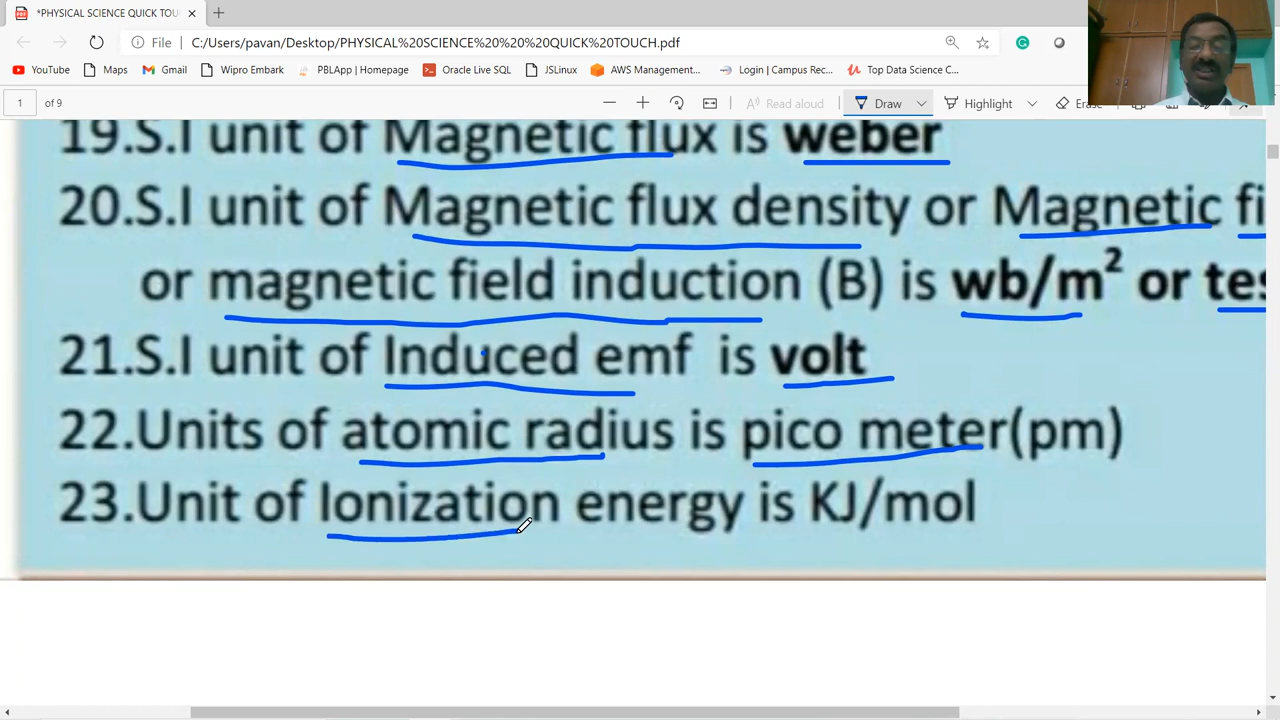 *PHYSICAL SCIENCE QUICK TOU
File C:/Users/pavan/Desktop/PHYSICAL%20SCIENCE%20%20%20QUICK%20TOUCH.pdf
YouTube Maps Gmail Wipro Embark PBLApp | Homepage Oracle Live SQL JSLinux AWS Management... Login | Campus Rec... Top Data Science C...
1 of 9 Read aloud Draw Highlight Erase
19.S.I unit of Magnetic flux is weber
20.S.I unit of Magnetic flux density or Magnetic fi
or magnetic field induction (B) is wb/m² or tes
21.S.I unit of Induced emf is volt
22.Units of atomic radius is pico meter(pm)
23.Unit of Ionization energy is KJ/mol